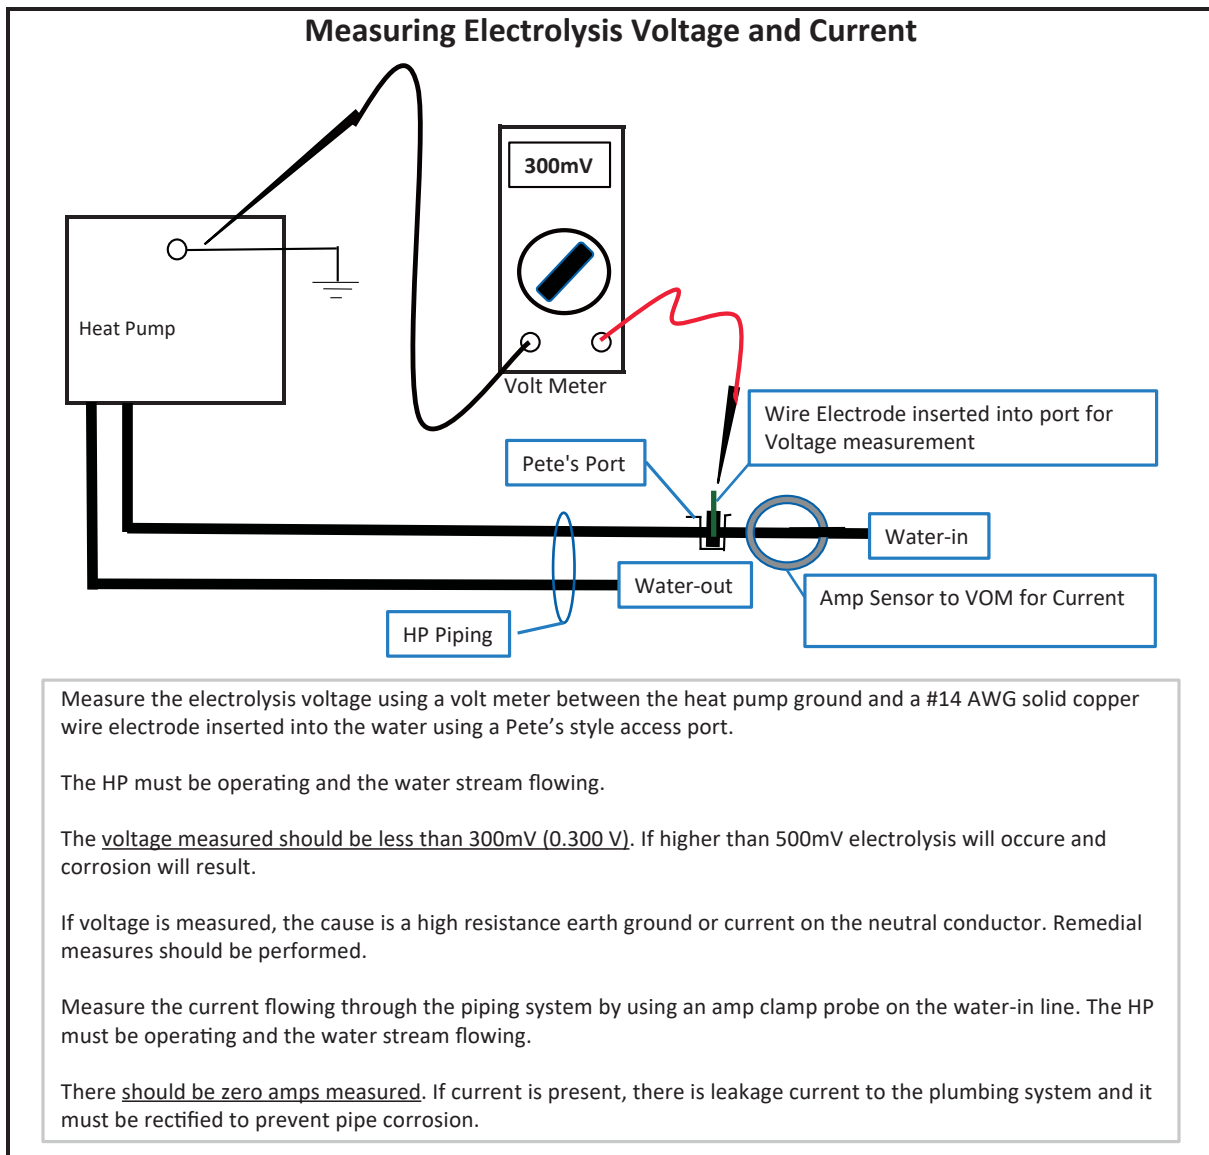 Measuring Electrolysis Voltage and Current
300mV
Heat Pump
Volt Meter
Wire Electrode inserted into port for
Voltage measurement
Pete's Port
Water-in
Water-out
Amp Sensor to VOM for Current
HP Piping
Measure the electrolysis voltage using a volt meter between the heat pump ground and a #14 AWG solid copper
wire electrode inserted into the water using a Pete’s style access port.
The HP must be operating and the water stream flowing.
The voltage measured should be less than 300mV (0.300 V). If higher than 500mV electrolysis will occure and
corrosion will result.
If voltage is measured, the cause is a high resistance earth ground or current on the neutral conductor. Remedial
measures should be performed.
Measure the current flowing through the piping system by using an amp clamp probe on the water-in line. The HP
must be operating and the water stream flowing.
There should be zero amps measured. If current is present, there is leakage current to the plumbing system and it
must be rectified to prevent pipe corrosion.